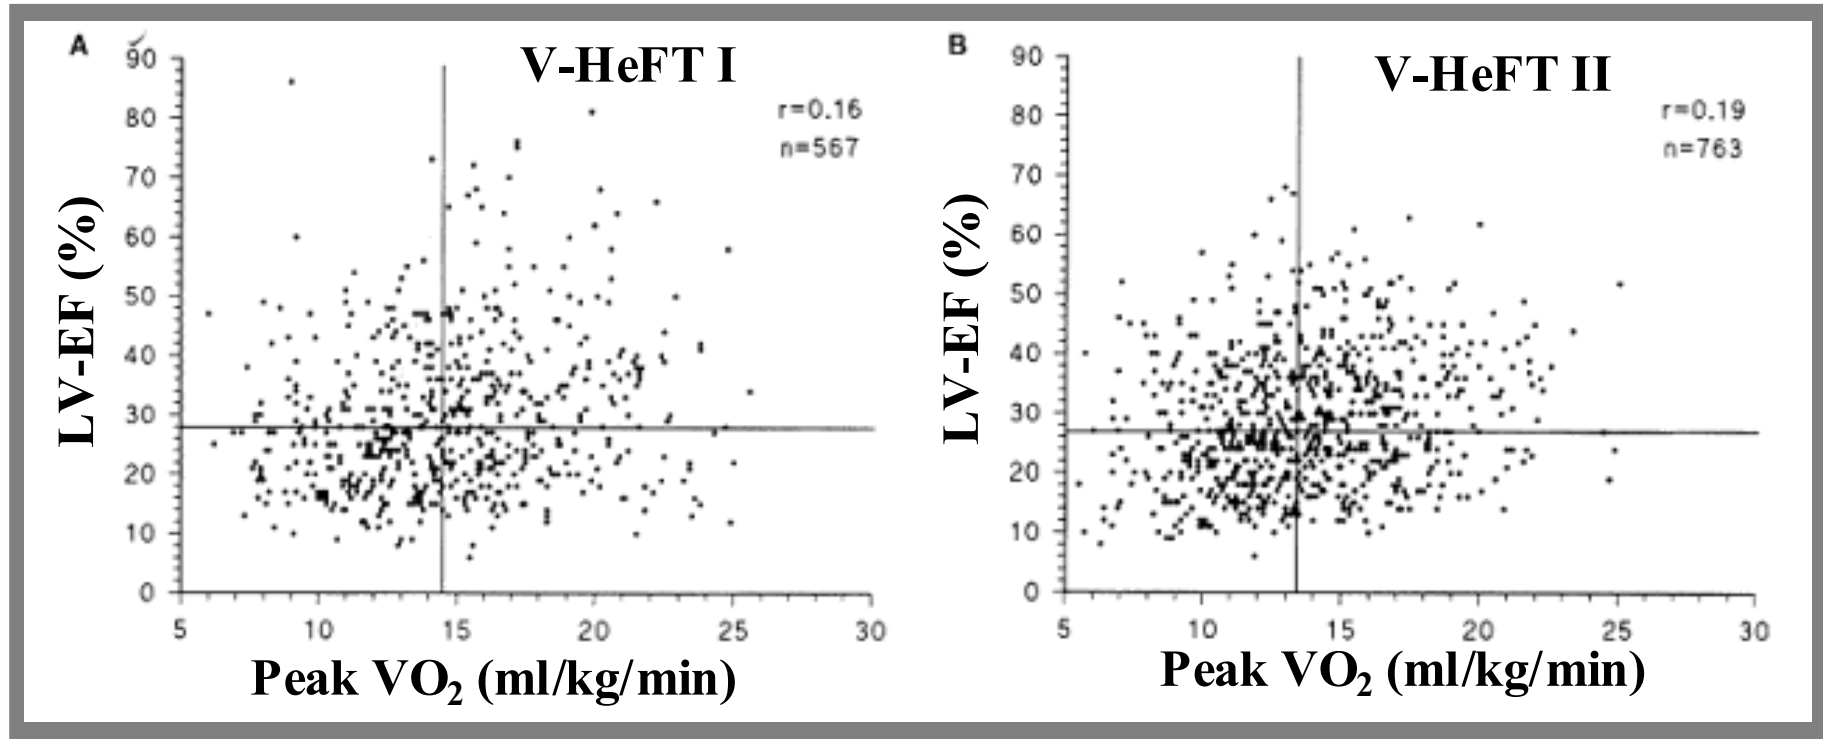 A
V-HeFT I
r=0.16
n=567
90
80
70
60
50
40
30
20
10
0
LV-EF (%)
5 10 15 20 25 30
Peak VO₂ (ml/kg/min)
B
V-HeFT II
r=0.19
n=763
90
80
70
60
50
40
30
20
10
0
LV-EF (%)
5 10 15 20 25 30
Peak VO₂ (ml/kg/min)